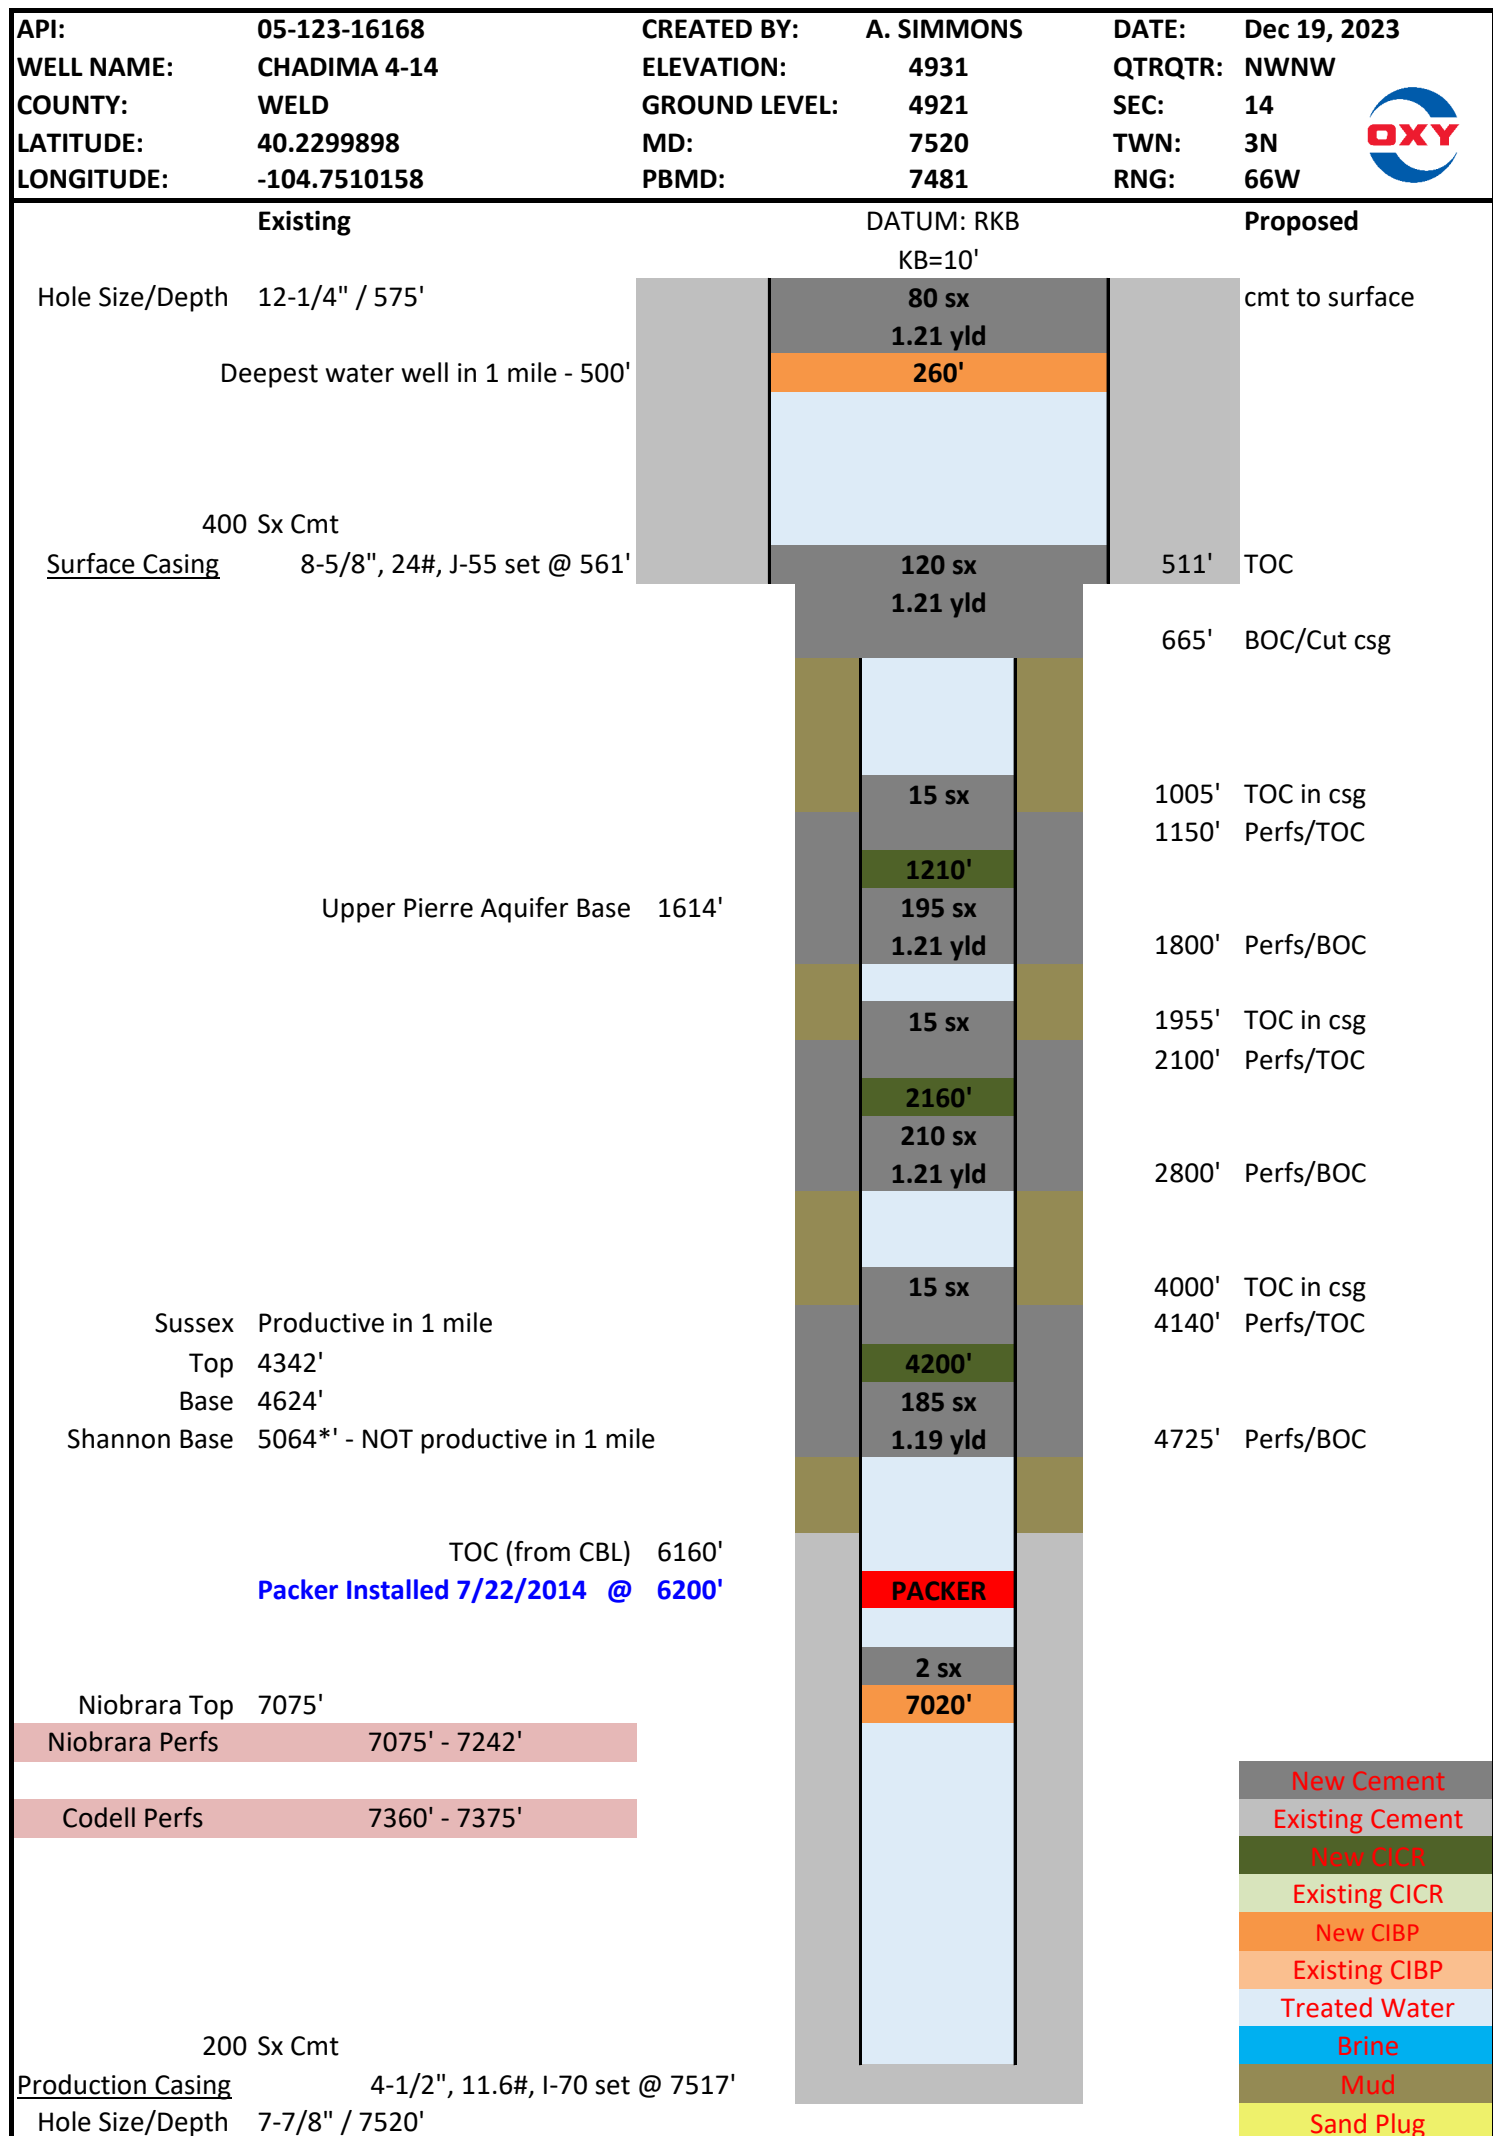 API: 05-123-16168 CREATED BY: A. SIMMONS DATE: Dec 19, 2023
WELL NAME: CHADIMA 4-14 ELEVATION: 4931 QTRQTR: NWNW
COUNTY: WELD GROUND LEVEL: 4921 SEC: 14
LATITUDE: 40.2299898 MD: 7520 TWN: 3N
OXY
LONGITUDE: -104.7510158 PBMD: 7481 RNG: 66W
Existing DATUM: RKB Proposed
KB=10'
Hole Size/Depth 12-1/4" / 575' 80 sx cmt to surface
1.21 yld
Deepest water well in 1 mile - 500' 260'
400 Sx Cmt
Surface Casing 8-5/8", 24#, J-55 set @ 561' 120 sx 511' TOC
1.21 yld
665' BOC/Cut csg
15 sx 1005' TOC in csg
1150' Perfs/TOC
1210'
Upper Pierre Aquifer Base 1614' 195 sx
1.21 yld 1800' Perfs/BOC
15 sx 1955' TOC in csg
2100' Perfs/TOC
2160'
210 sx
1.21 yld 2800' Perfs/BOC
15 sx 4000' TOC in csg
Sussex Productive in 1 mile 4140' Perfs/TOC
Top 4342' 4200'
Base 4624' 185 sx
Shannon Base 5064*' - NOT productive in 1 mile 1.19 yld 4725' Perfs/BOC
TOC (from CBL) 6160'
Packer Installed 7/22/2014 @ 6200' PACKER
2 sx
Niobrara Top 7075' 7020'
Niobrara Perfs 7075' - 7242'
New Cement
Codell Perfs 7360' - 7375' Existing Cement
New CICR
Existing CICR
New CIBP
Existing CIBP
Treated Water
200 Sx Cmt Brine
Production Casing 4-1/2", 11.6#, I-70 set @ 7517' Mud
Hole Size/Depth 7-7/8" / 7520' Sand Plug